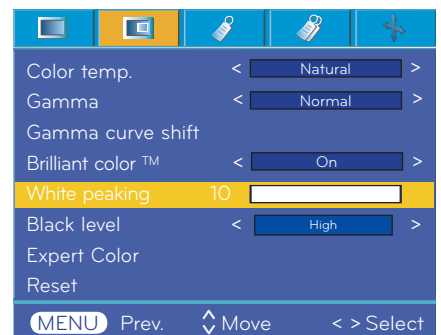 Color temp. < Natural >
Gamma < Normal >
Gamma curve shift
Brilliant color ™ < On >
White peaking 10
Black level < High >
Expert Color
Reset
MENU Prev. Move < > Select